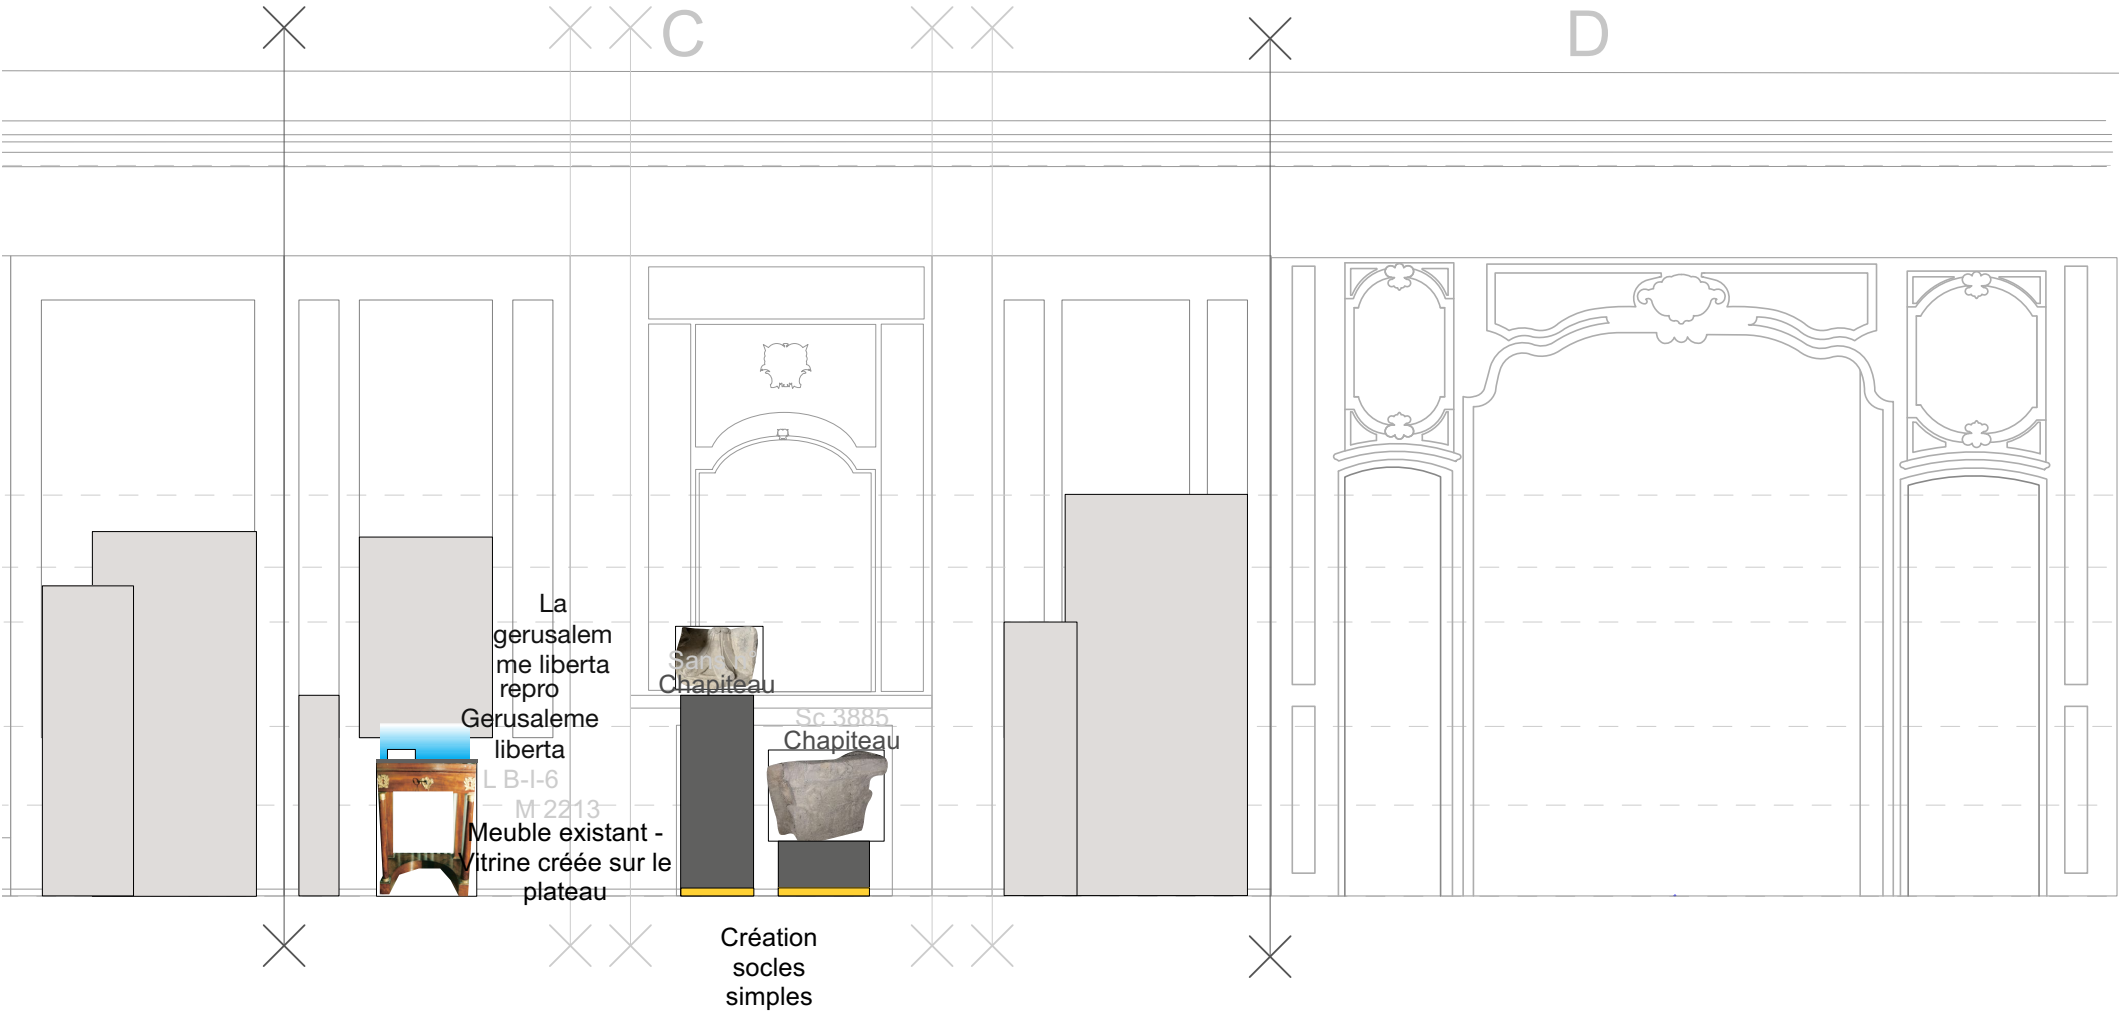 C
D
La
gerusalem
me liberta
repro
Gerusaleme
liberta
L B-I-6
M 2213
Meuble existant -
Vitrine créée sur le
plateau
Chapiteau
Sc 3885
Chapiteau
Création
socles
simples